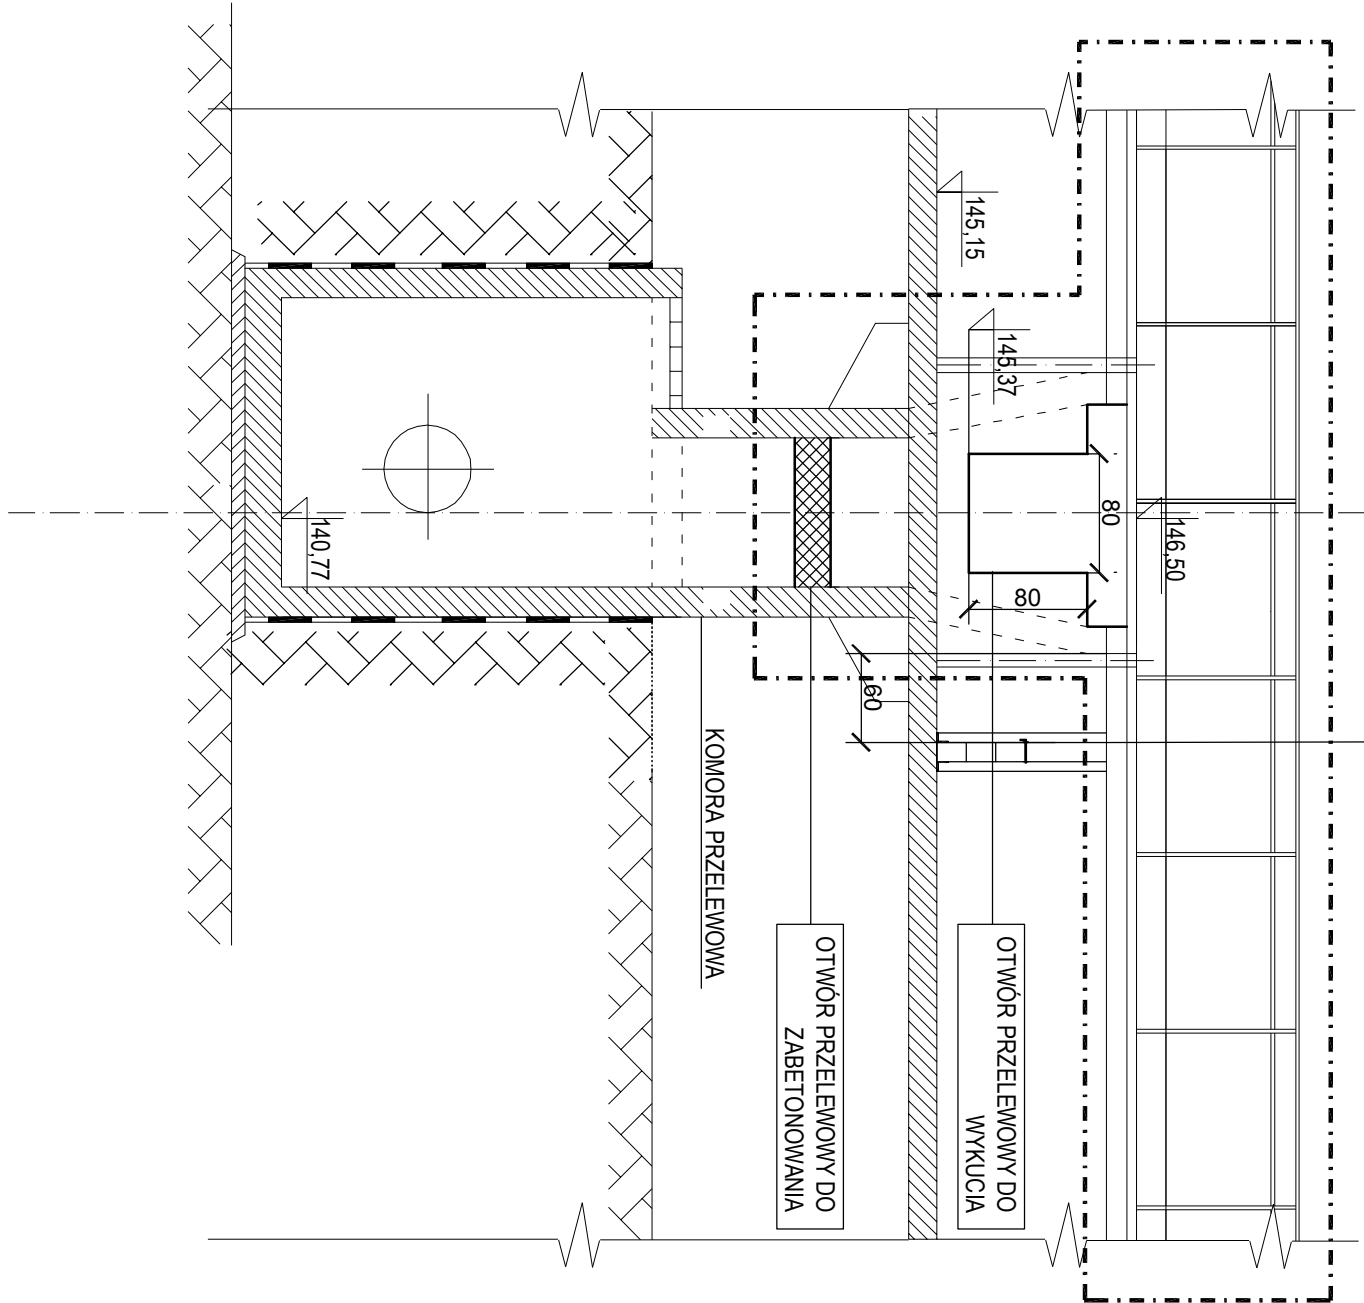 146,50
80
80
145,37
145,15
60
140,77
OTWÓR PRZELEWOWY DO
WYKUCIA
OTWÓR PRZELEWOWY DO
ZABETONOWANIA
KOMORA PRZELEWOWA